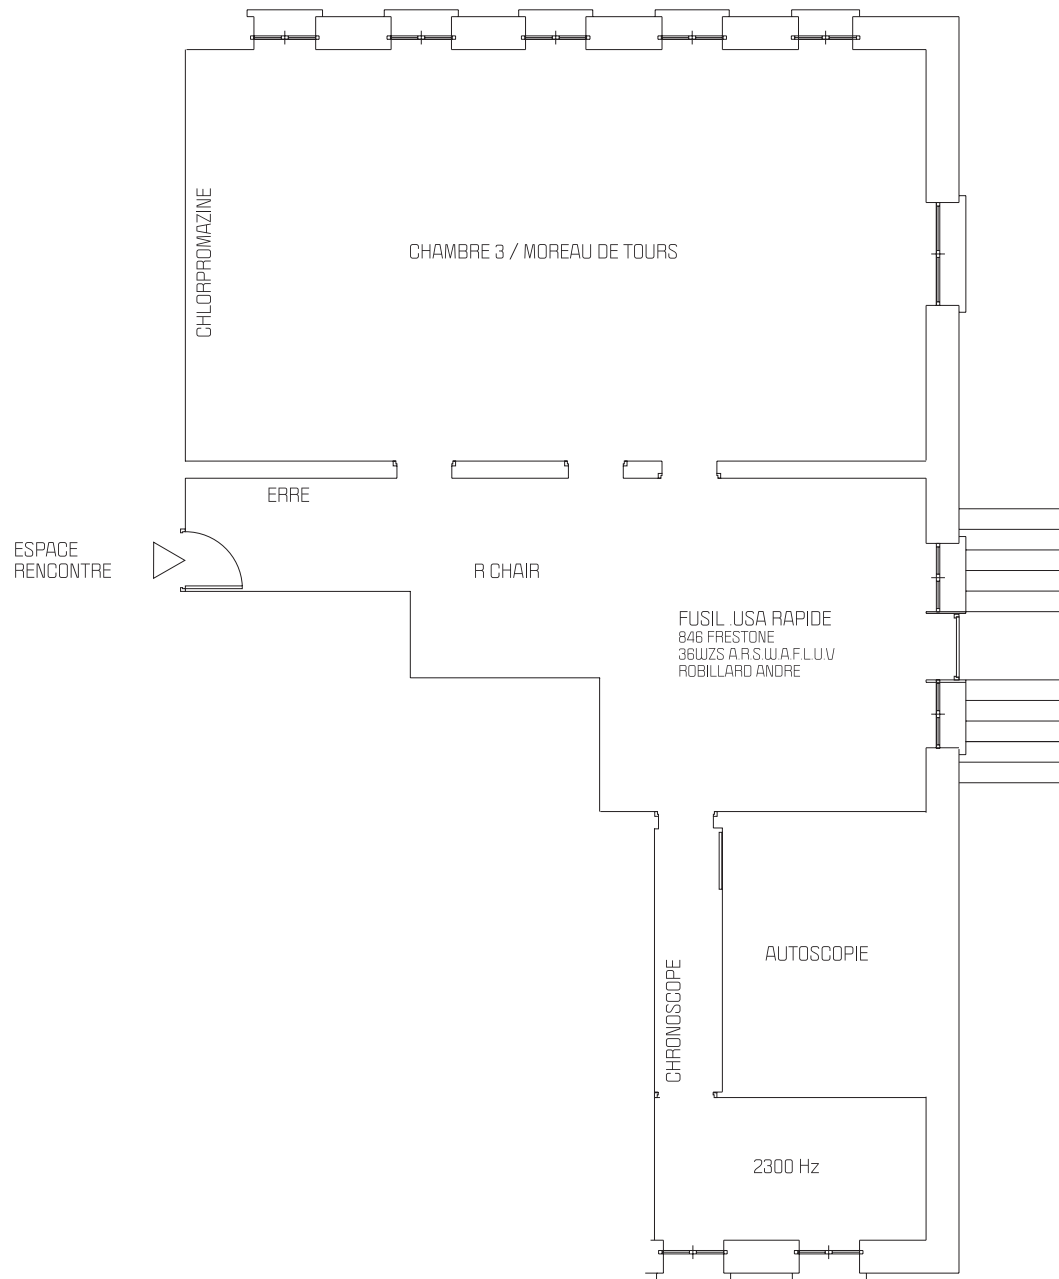 CHLORPROMAZINE
CHAMBRE 3 / MOREAU DE TOURS
ERRE
ESPACE
RENCONTRE
R CHAIR
FUSIL .USA RAPIDE
846 FRESTONE
36WZS A.R.S.W.A.F.L.U.V
ROBILLARD ANDRE
AUTOSCOPIE
CHRONOSCOPE
2300 Hz